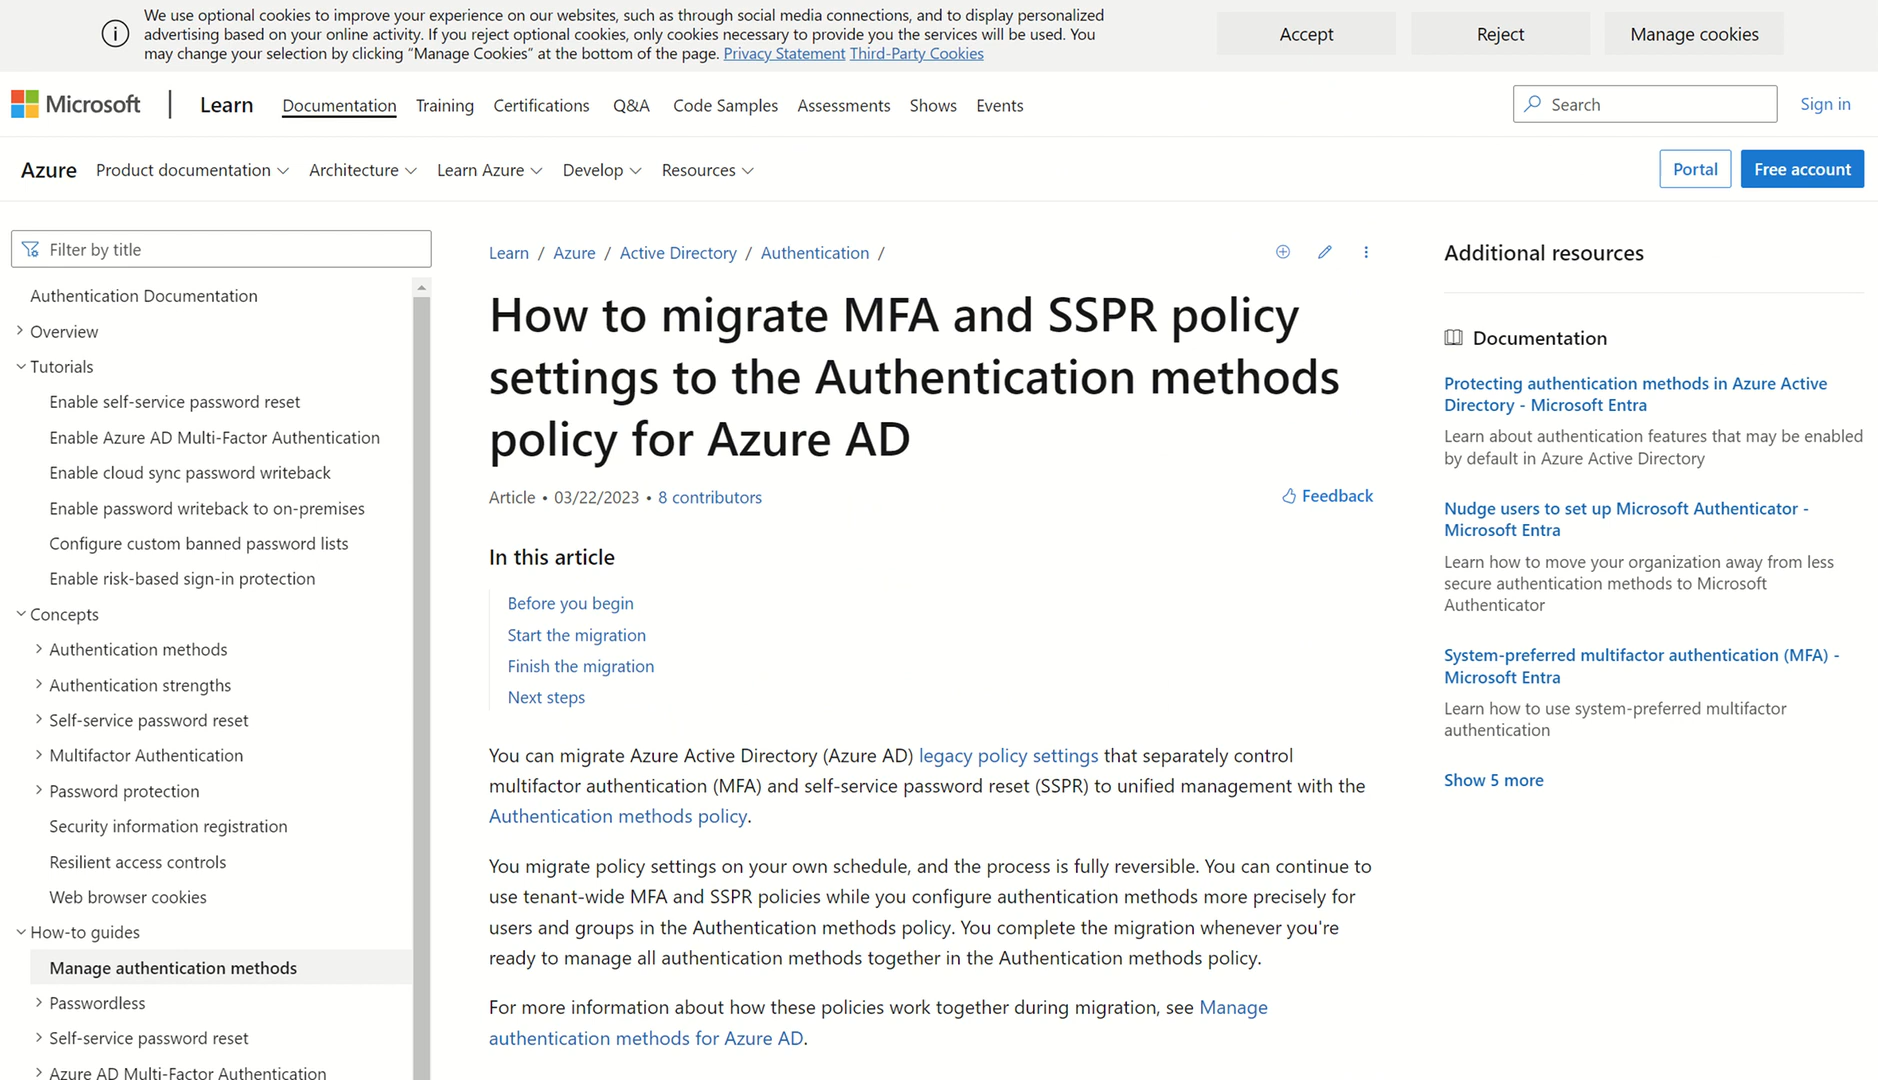 We use optional cookies to improve your experience on our websites, such as through social media connections, and to display personalized
advertising based on your online activity. If you reject optional cookies, only cookies necessary to provide you the services will be used. You
may change your selection by clicking “Manage Cookies” at the bottom of the page. Privacy Statement Third-Party Cookies
Accept
Reject
Manage cookies
Microsoft
Learn
Documentation
Training
Certifications
Q&A
Code Samples
Assessments
Shows
Events
Search
Sign in
Azure
Product documentation
Architecture
Learn Azure
Develop
Resources
Portal
Free account
Filter by title
Authentication Documentation
Overview
Tutorials
Enable self-service password reset
Enable Azure AD Multi-Factor Authentication
Enable cloud sync password writeback
Enable password writeback to on-premises
Configure custom banned password lists
Enable risk-based sign-in protection
Concepts
Authentication methods
Authentication strengths
Self-service password reset
Multifactor Authentication
Password protection
Security information registration
Resilient access controls
Web browser cookies
How-to guides
Manage authentication methods
Passwordless
Self-service password reset
Azure AD Multi-Factor Authentication
Learn / Azure / Active Directory / Authentication /
How to migrate MFA and SSPR policy
settings to the Authentication methods
policy for Azure AD
Article • 03/22/2023 • 8 contributors
Feedback
In this article
Before you begin
Start the migration
Finish the migration
Next steps
You can migrate Azure Active Directory (Azure AD) legacy policy settings that separately control
multifactor authentication (MFA) and self-service password reset (SSPR) to unified management with the
Authentication methods policy.
You migrate policy settings on your own schedule, and the process is fully reversible. You can continue to
use tenant-wide MFA and SSPR policies while you configure authentication methods more precisely for
users and groups in the Authentication methods policy. You complete the migration whenever you're
ready to manage all authentication methods together in the Authentication methods policy.
For more information about how these policies work together during migration, see Manage
authentication methods for Azure AD.
Additional resources
Documentation
Protecting authentication methods in Azure Active
Directory - Microsoft Entra
Learn about authentication features that may be enabled
by default in Azure Active Directory
Nudge users to set up Microsoft Authenticator -
Microsoft Entra
Learn how to move your organization away from less
secure authentication methods to Microsoft
Authenticator
System-preferred multifactor authentication (MFA) -
Microsoft Entra
Learn how to use system-preferred multifactor
authentication
Show 5 more